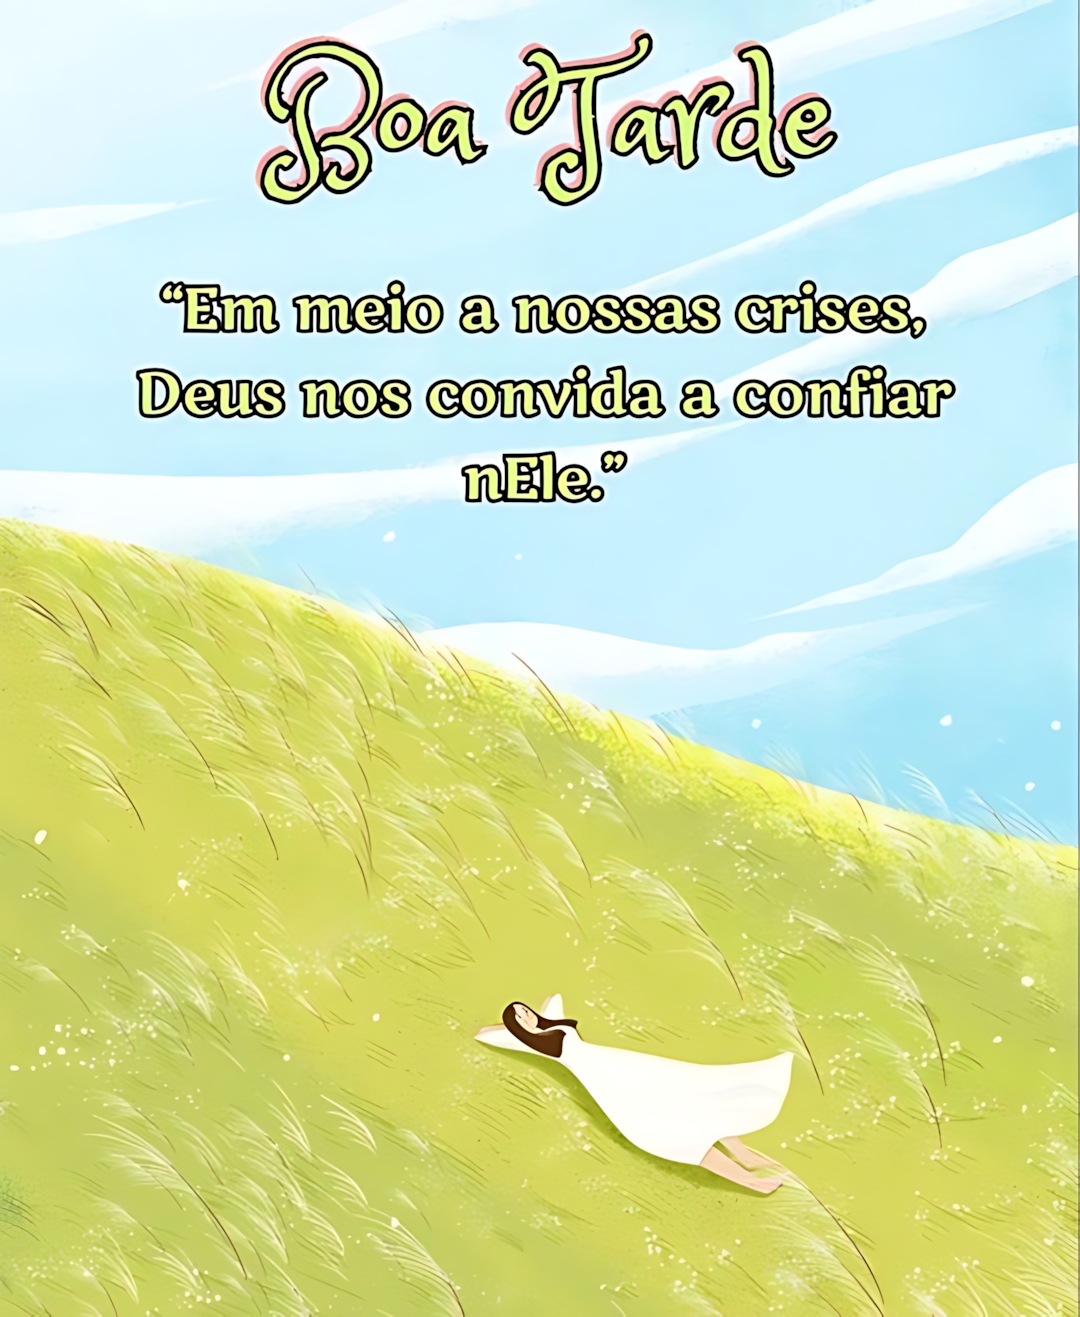 Boa Tarde
“Em meio a nossas crises,
Deus nos convida a confiar
nEle.”